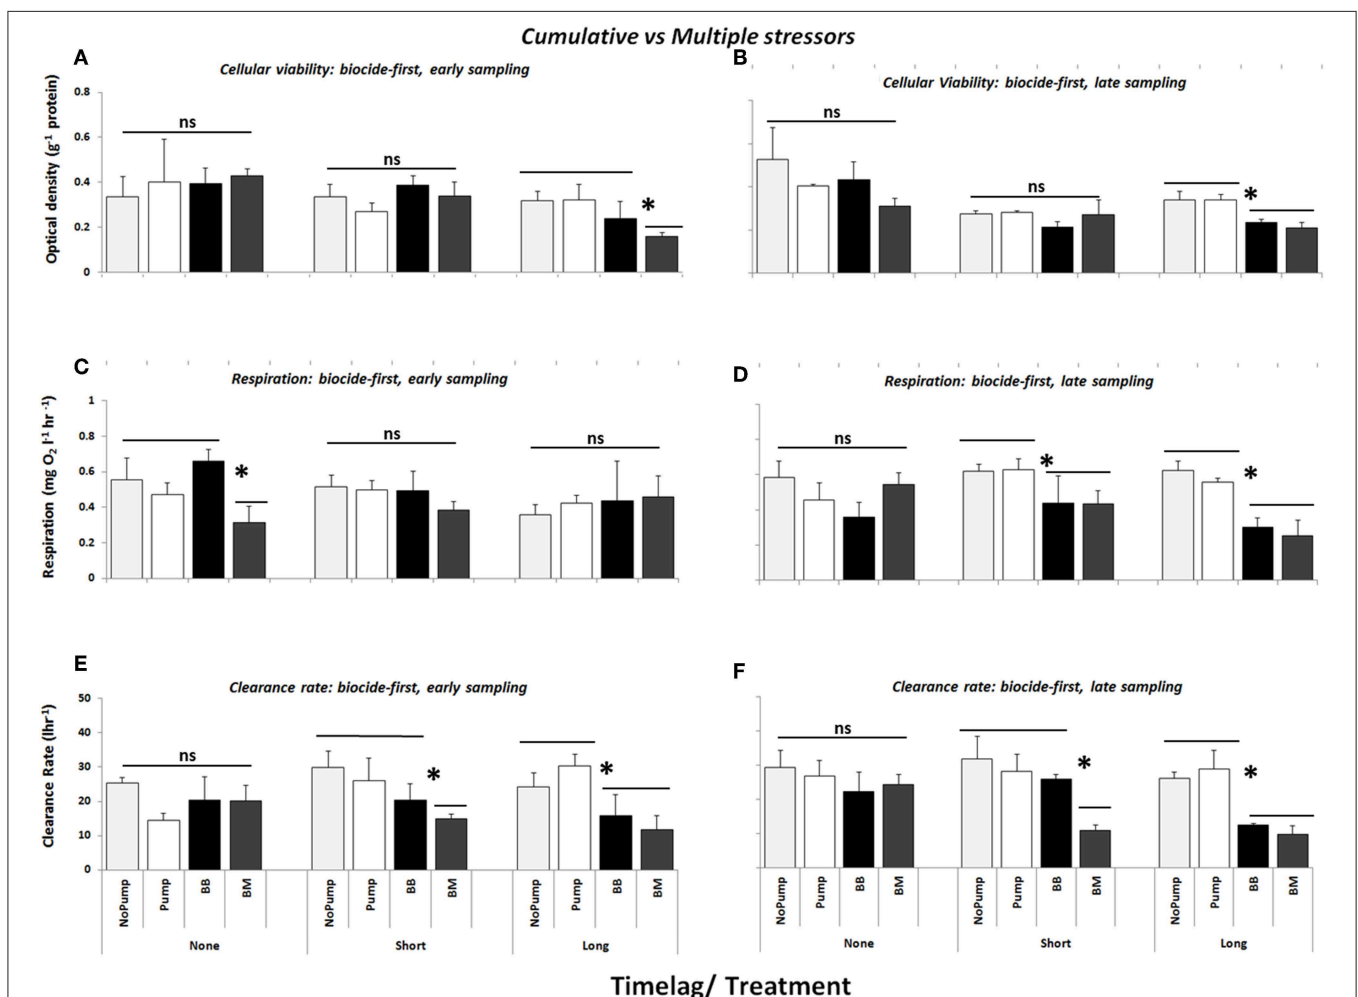 Cumulative vs Multiple stressors
A
Cellular viability: biocide-first, early sampling
Optical density (g-1 protein)
0.8
0.6
0.4
0.2
0
ns
ns
*
B
Cellular Viability: biocide-first, late sampling
ns
ns
*
C
Respiration: biocide-first, early sampling
Respiration (mg O2 l-1 hr -1)
1
0.8
0.6
0.4
0.2
0
*
ns
ns
D
Respiration: biocide-first, late sampling
ns
*
*
E
Clearance rate: biocide-first, early sampling
Clearance Rate (lhr-1)
50
40
30
20
10
0
ns
*
*
NoPump
Pump
BB
BM
NoPump
Pump
BB
BM
NoPump
Pump
BB
BM
None
Short
Long
F
Clearance rate: biocide-first, late sampling
ns
*
*
NoPump
Pump
BB
BM
NoPump
Pump
BB
BM
NoPump
Pump
BB
BM
None
Short
Long
Timelag/ Treatment